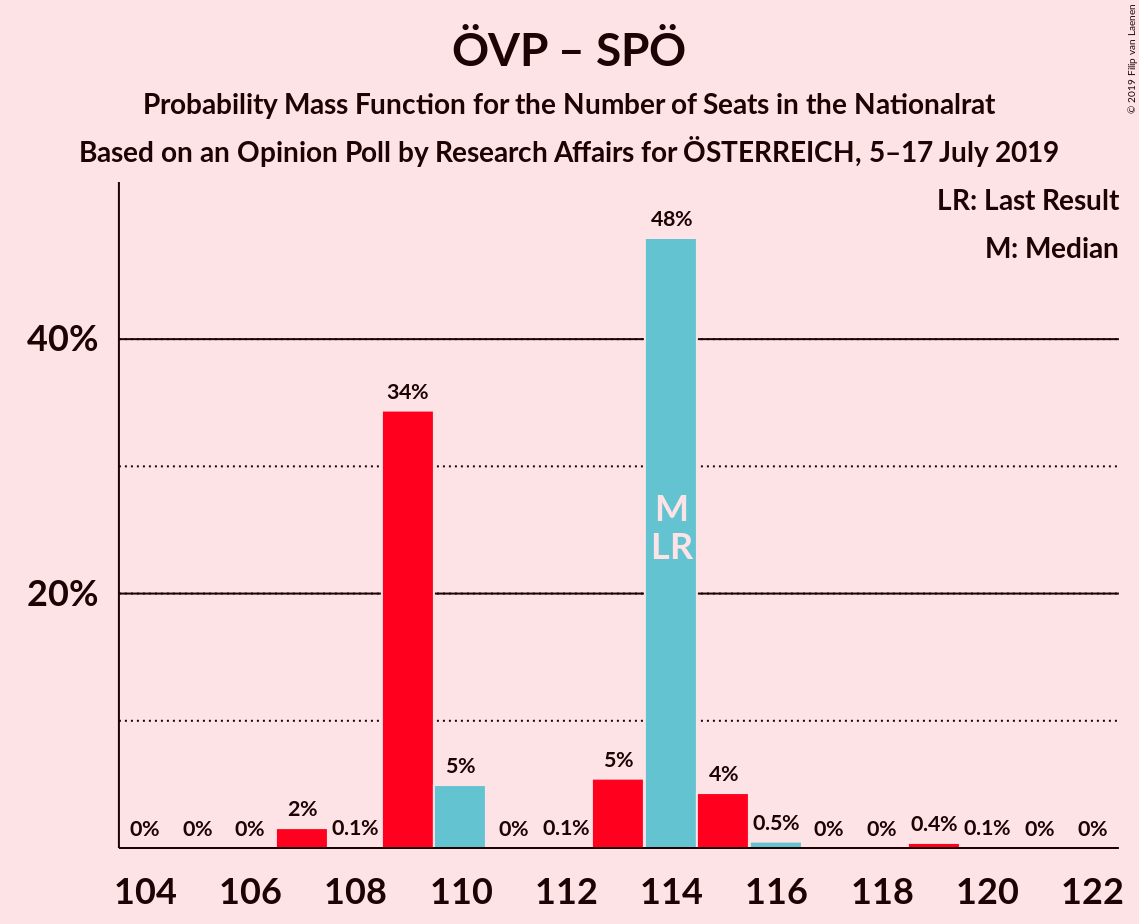 ÖVP – SPÖ
Probability Mass Function for the Number of Seats in the Nationalrat
Based on an Opinion Poll by Research Affairs for ÖSTERREICH, 5–17 July 2019
© 2019 Filip van Laenen
LR: Last Result
M: Median
40%
20%
0%
0%
0%
2%
0.1%
34%
5%
0%
0.1%
5%
48%
M
LR
4%
0.5%
0%
0%
0.4%
0.1%
0%
0%
104 106 108 110 112 114 116 118 120 122